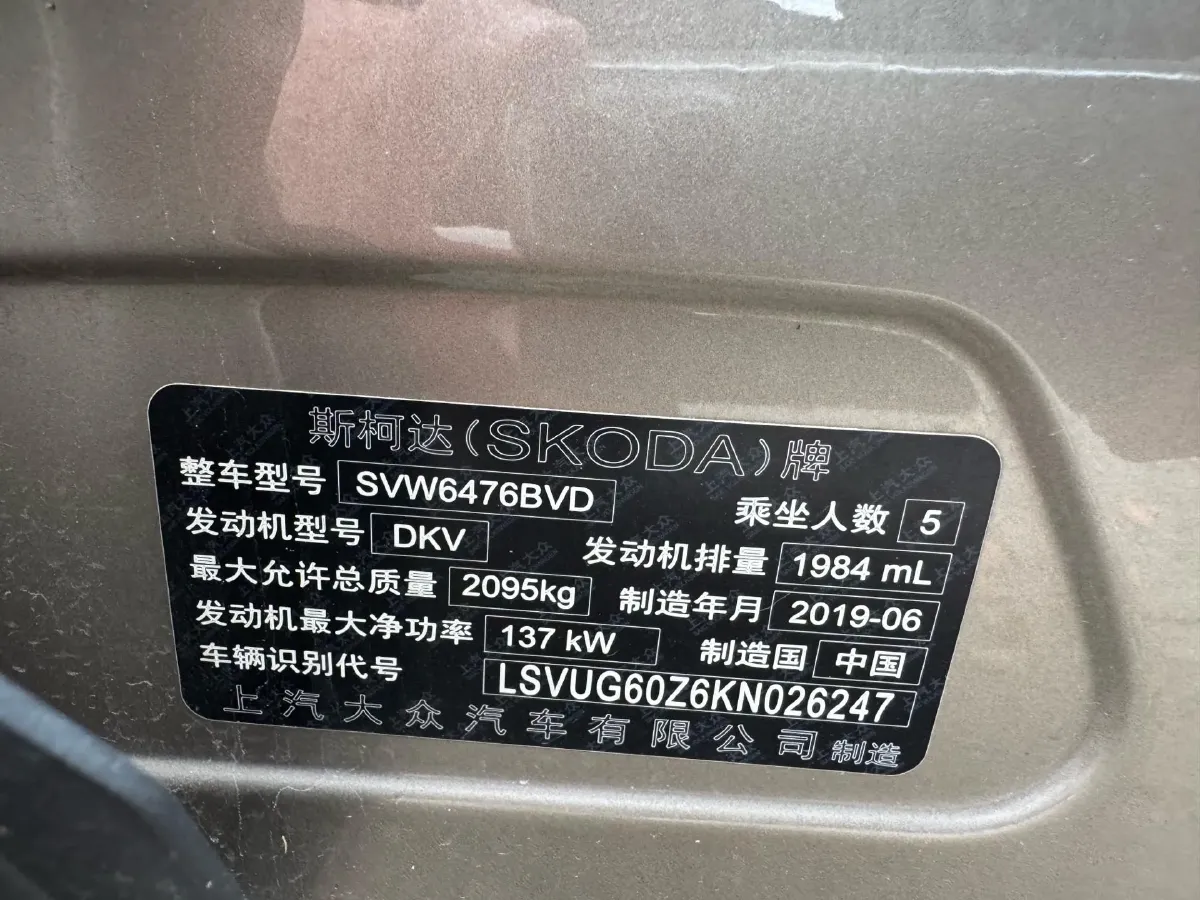 斯柯达(SKODA)牌
整车型号 SVW6476BVD 乘坐人数 5
发动机型号 DKV 发动机排量 1984 mL
最大允许总质量 2095kg 制造年月 2019-06
发动机最大净功率 137 kW 制造国 中国
车辆识别代号 LSVUG60Z6KN026247
上汽大众汽车有限公司 制造